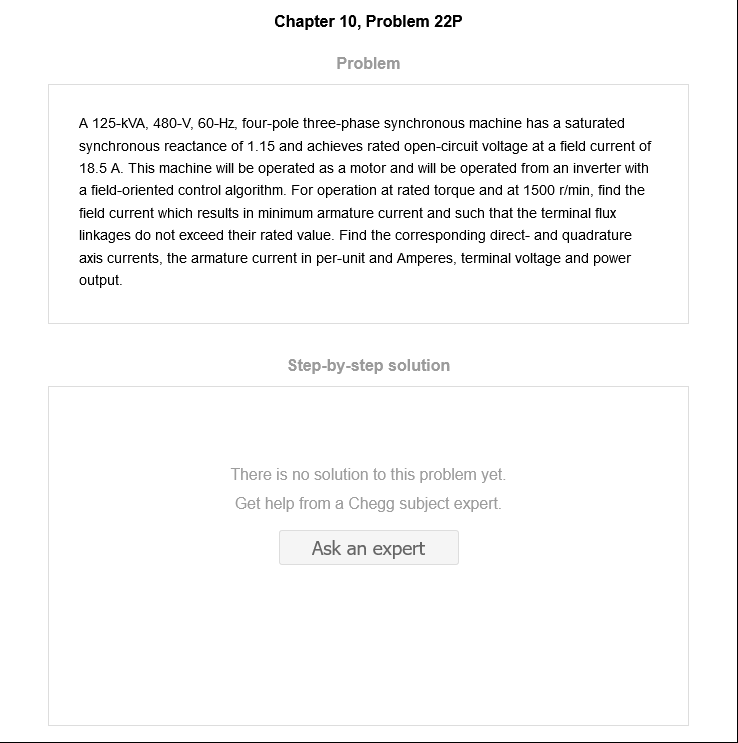 Chapter 10, Problem 22P
Problem
A 125-kVA, 480-V, 60-Hz, four-pole three-phase synchronous machine has a saturated
synchronous reactance of 1.15 and achieves rated open-circuit voltage at a field current of
18.5 A. This machine will be operated as a motor and will be operated from an inverter with
a field-oriented control algorithm. For operation at rated torque and at 1500 r/min, find the
field current which results in minimum armature current and such that the terminal flux
linkages do not exceed their rated value. Find the corresponding direct- and quadrature
axis currents, the armature current in per-unit and Amperes, terminal voltage and power
output.
Step-by-step solution
There is no solution to this problem yet.
Get help from a Chegg subject expert.
Ask an expert